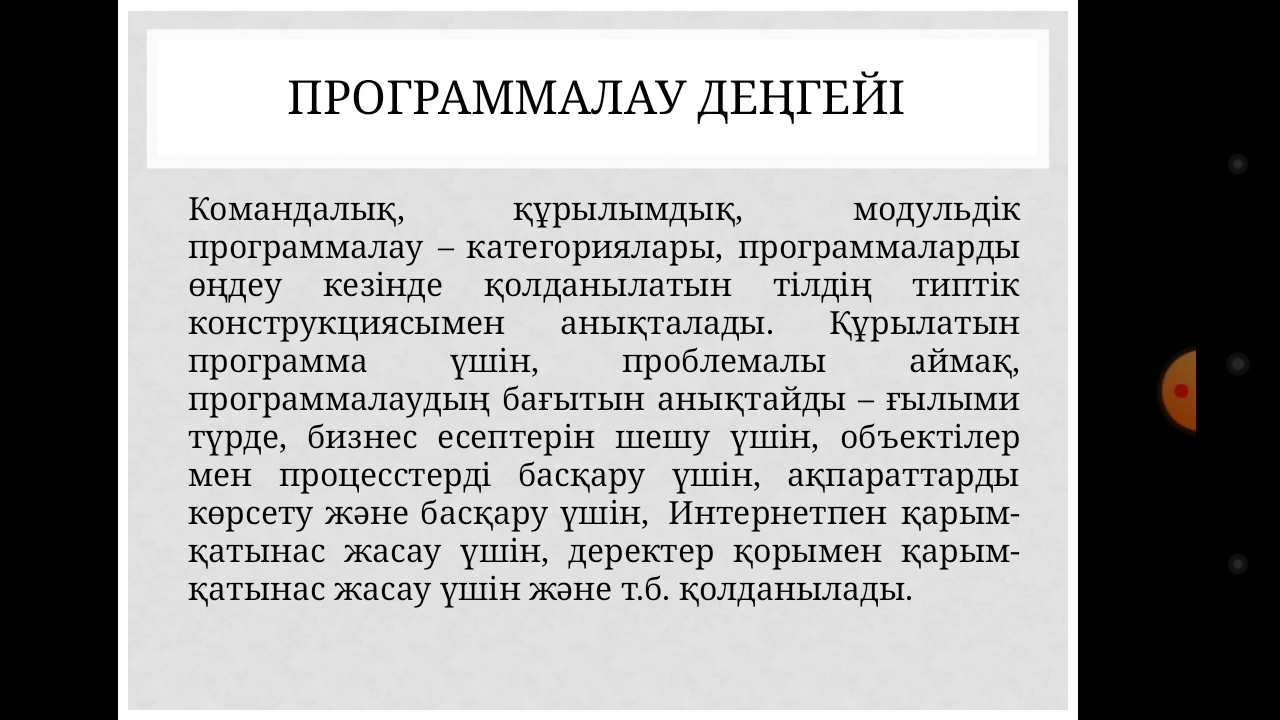 ПРОГРАММАЛАУ ДЕҢГЕЙІ
Командалық, құрылымдық, модульдік
программалау – категориялары, программаларды
өңдеу кезінде қолданылатын тілдің типтік
конструкциясымен анықталады. Құрылатын
программа үшін, проблемалы аймақ,
программалаудың бағытын анықтайды – ғылыми
түрде, бизнес есептерін шешу үшін, объектілер
мен процесстерді басқару үшін, ақпараттарды
көрсету және басқару үшін, Интернетпен қарым-
қатынас жасау үшін, деректер қорымен қарым-
қатынас жасау үшін және т.б. қолданылады.